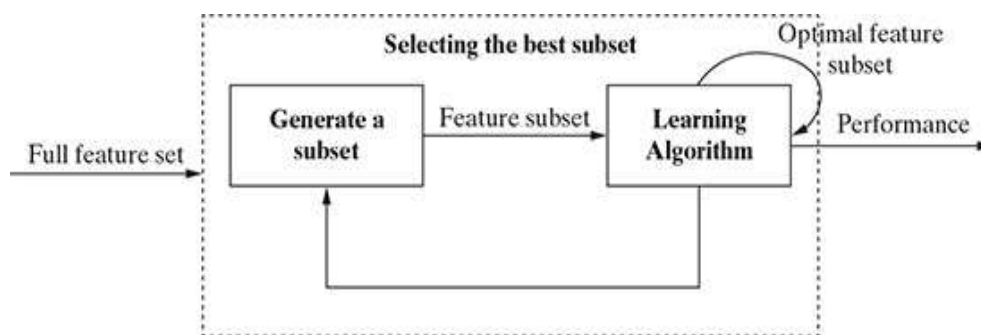 Selecting the best subset
Optimal feature
subset
Generate a
subset
Feature subset
Learning
Algorithm
Performance
Full feature set